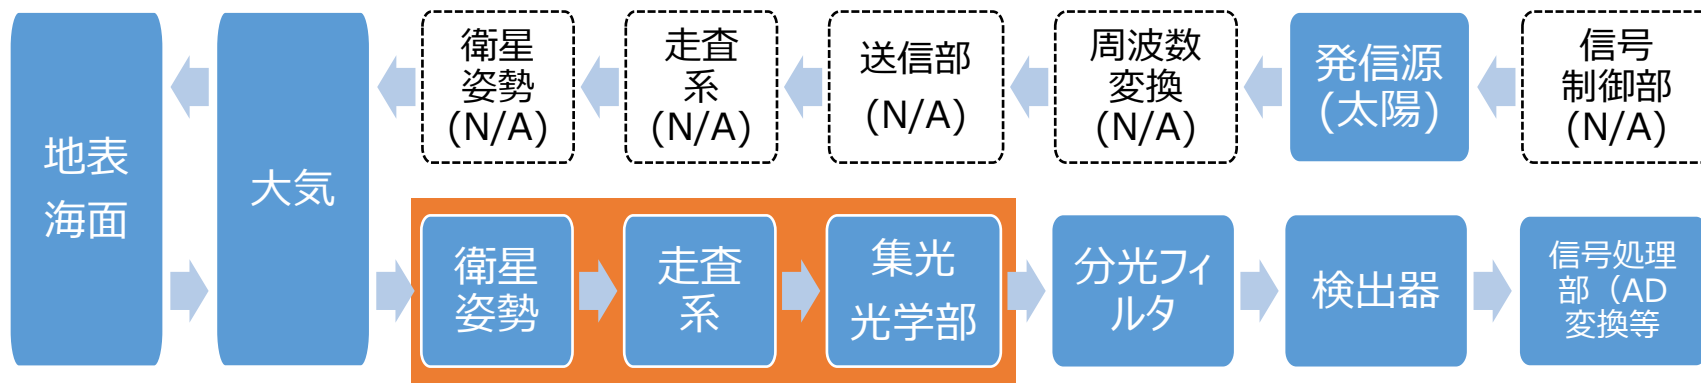 地表
海面
大気
衛星
姿勢
(N/A)
走査
系
(N/A)
送信部
(N/A)
周波数
変換
(N/A)
発信源
(太陽)
信号
制御部
(N/A)
衛星
姿勢
走査
系
集光
光学部
分光フィ
ルタ
検出器
信号処理
部（AD
変換等